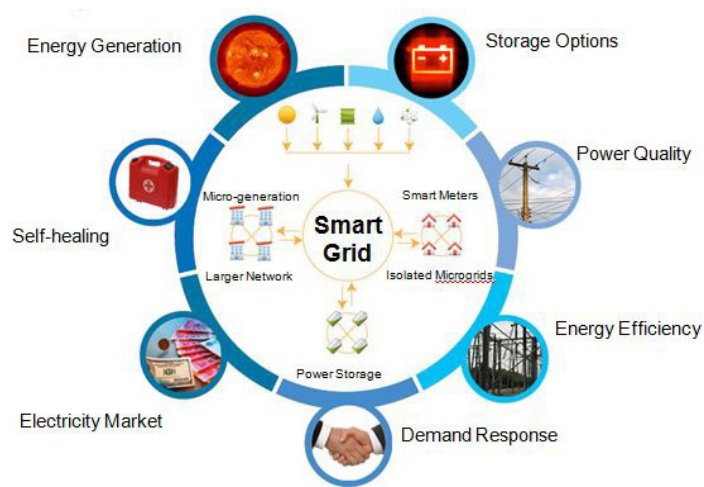 Energy Generation
Storage Options
Power Quality
Micro-generation
Smart Meters
Smart
Grid
Self-healing
Larger Network
Isolated Microgrids
Energy Efficiency
Power Storage
Electricity Market
Demand Response